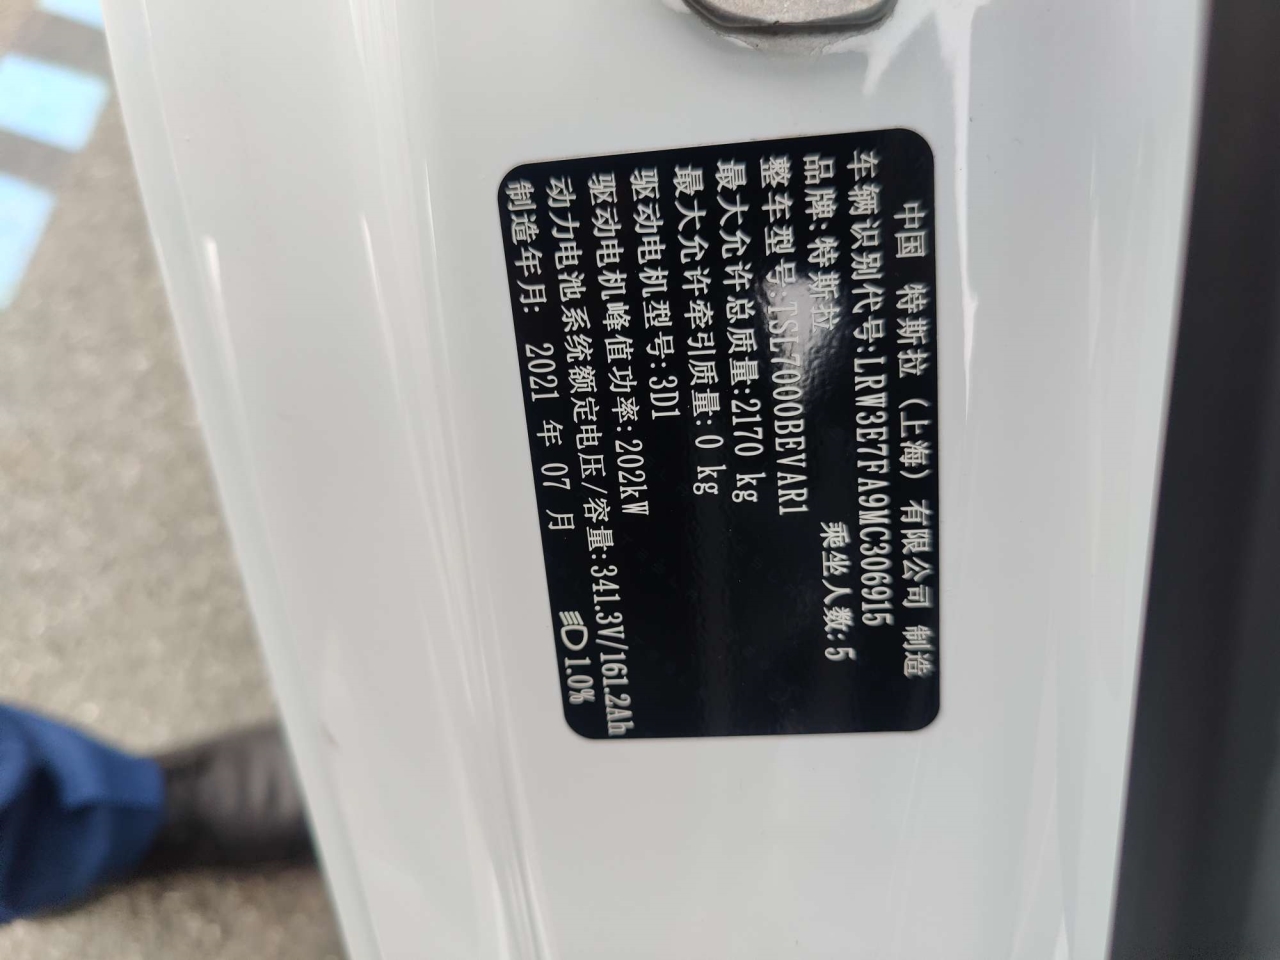 中国 特斯拉（上海）有限公司 制造
车辆识别代号:LRW3E7FA9MC306915
品牌:特斯拉 乘坐人数:5
整车型号:TSL7000BEVAR1
最大允许总质量:2170 kg
最大允许牵引质量:0 kg
驱动电机型号:3D1
驱动电机峰值功率:202kW
动力电池系统额定电压/容量:341.3V/161.2Ah
制造年月: 2021 年 07 月 1.0%